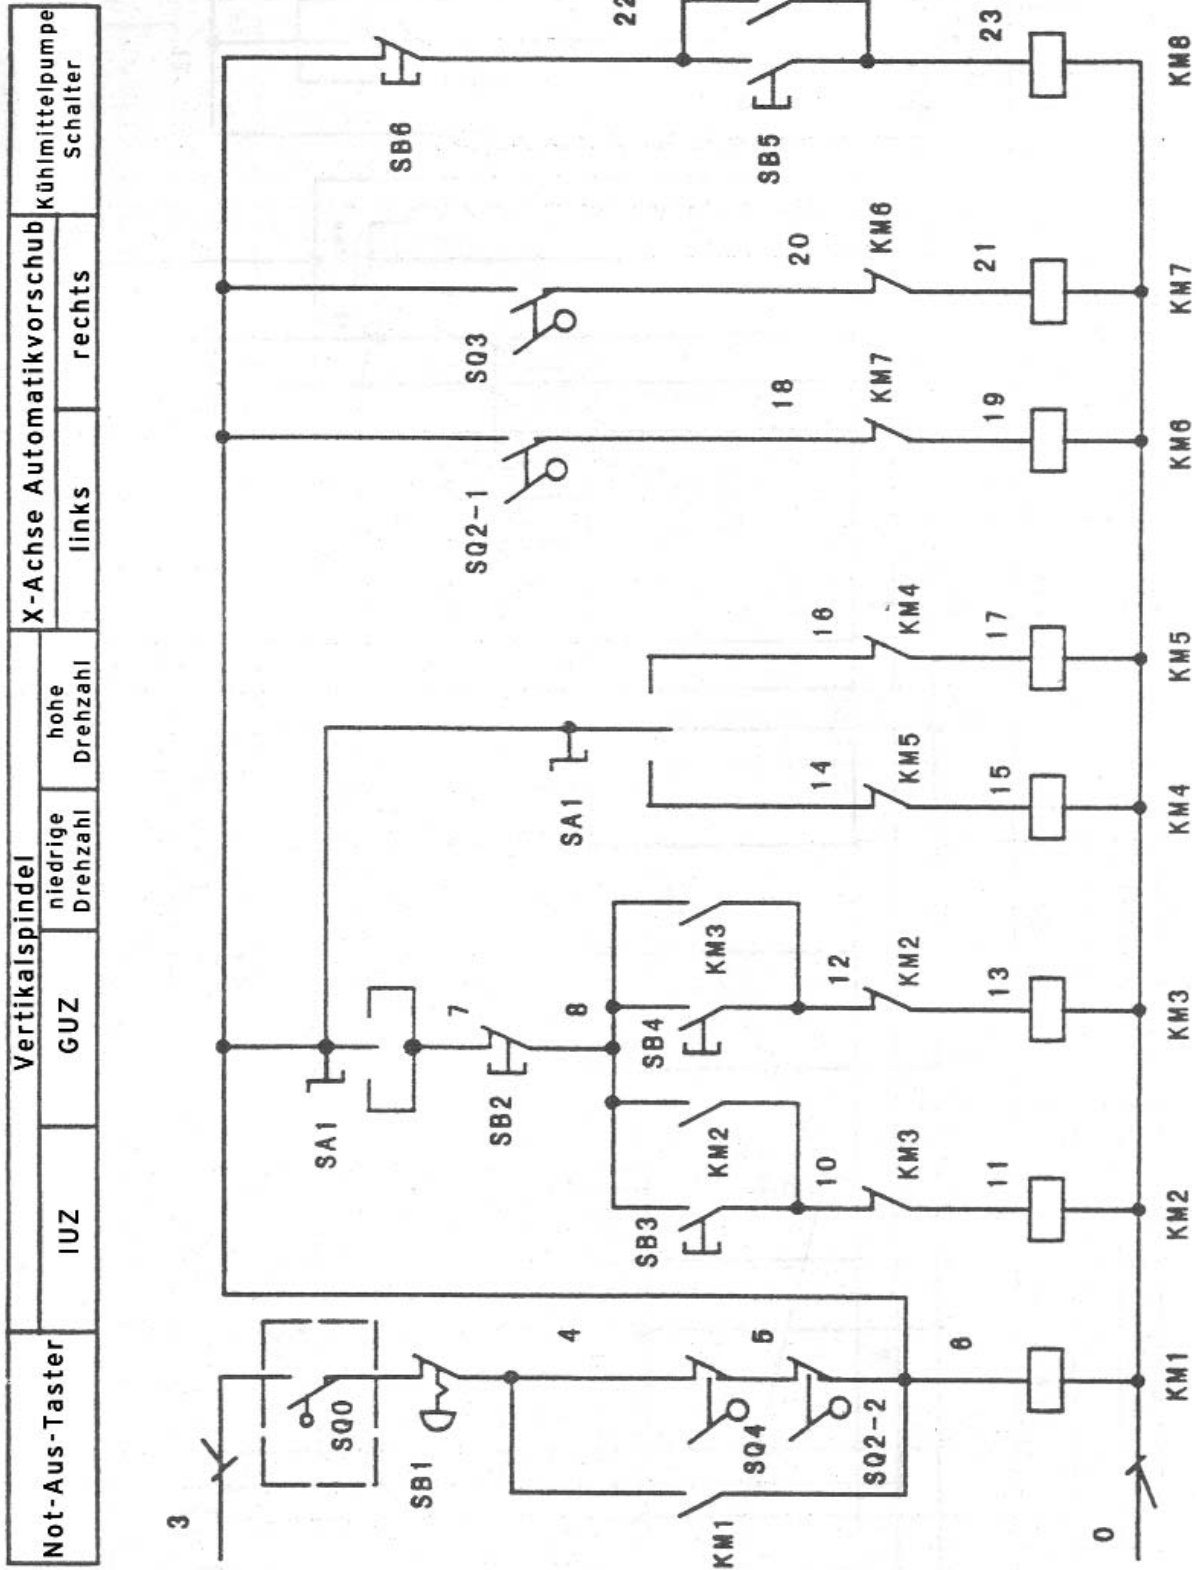 Not-Aus-Taster
Vertikalspindel
IUZ
GUZ
niedrige
Drehzahl
hohe
Drehzahl
X-Achse Automatikvorschub
links
rechts
Kühlmittelpumpe
Schalter
3
SQ0
SB1
4
KM1
SQ4
5
SQ2-2
6
0
KM1
SA1
7
SB2
8
SB3
KM2
10
KM3
11
KM2
SB4
KM3
12
KM2
13
KM3
SA1
14
KM5
15
KM4
16
KM4
17
KM5
SQ2-1
18
KM7
19
KM6
SQ3
20
KM6
21
KM7
SB6
22
SB5
23
KM8